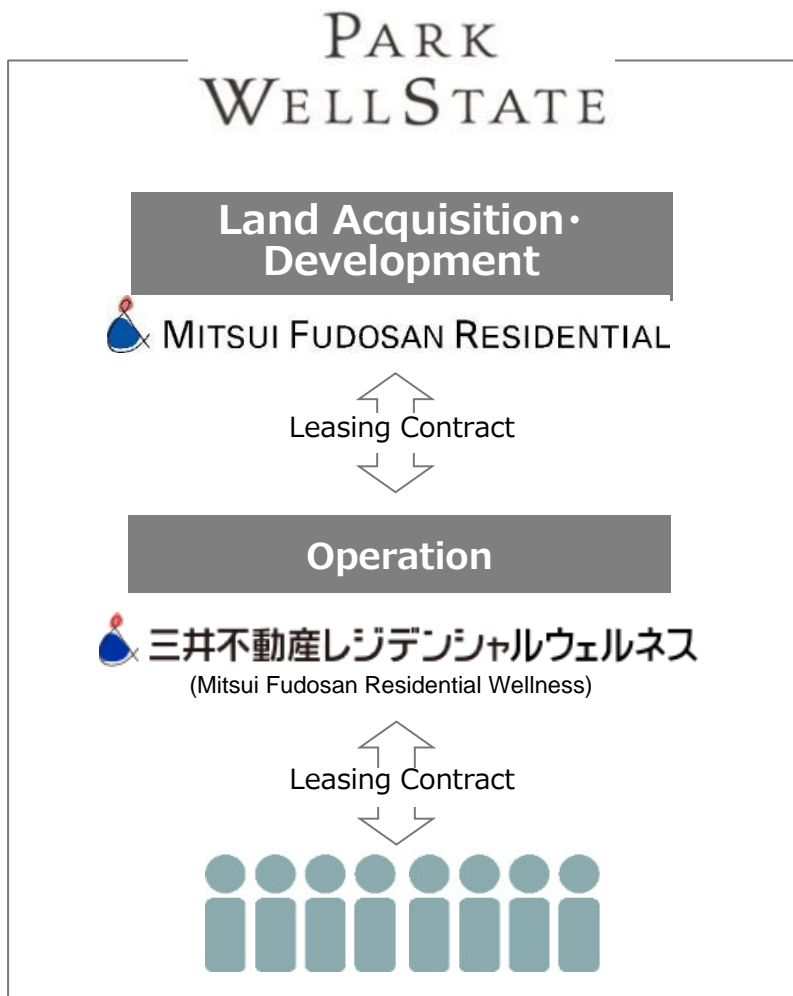 PARK
WELLSTATE
Land Acquisition・
Development
MITSUI FUDOSAN RESIDENTIAL
Leasing Contract
Operation
三井不動産レジデンシャルウェルネス
(Mitsui Fudosan Residential Wellness)
Leasing Contract